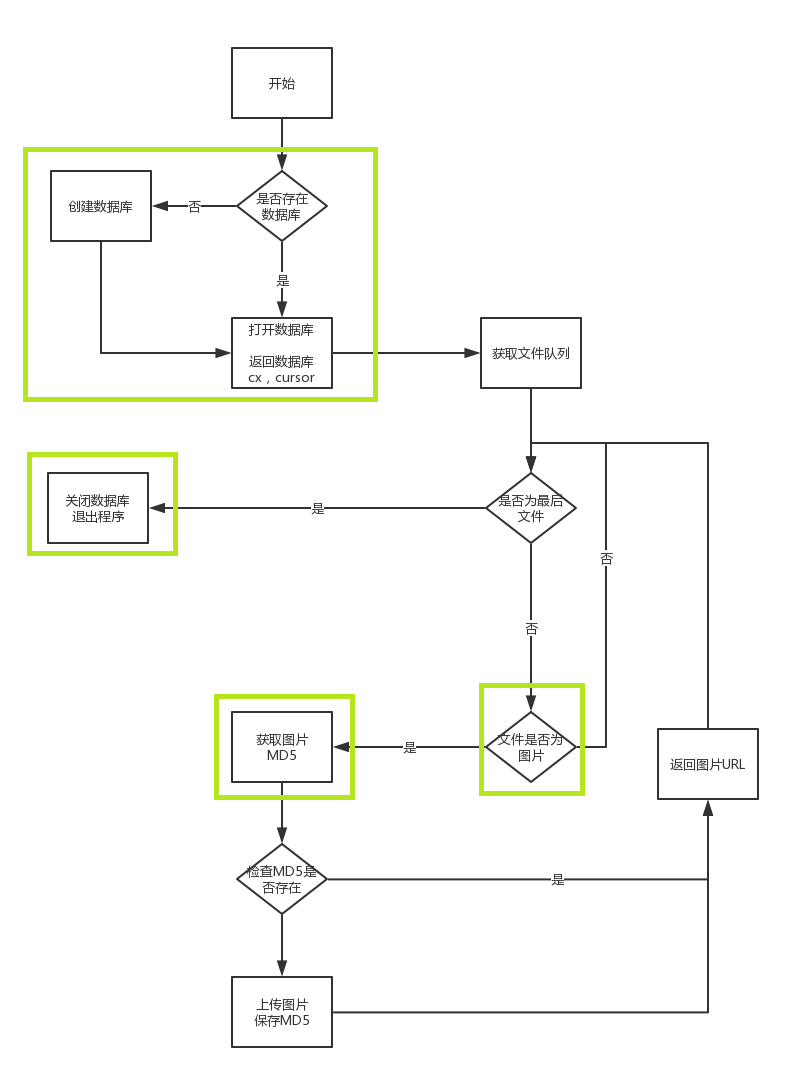 开始
是否存在
数据库
否
创建数据库
是
打开数据库
返回数据库
cx，cursor
获取文件队列
是否为最后
文件
是
关闭数据库
退出程序
否
否
文件是否为
图片
是
获取图片
MD5
返回图片URL
检查MD5是
否存在
是
上传图片
保存MD5